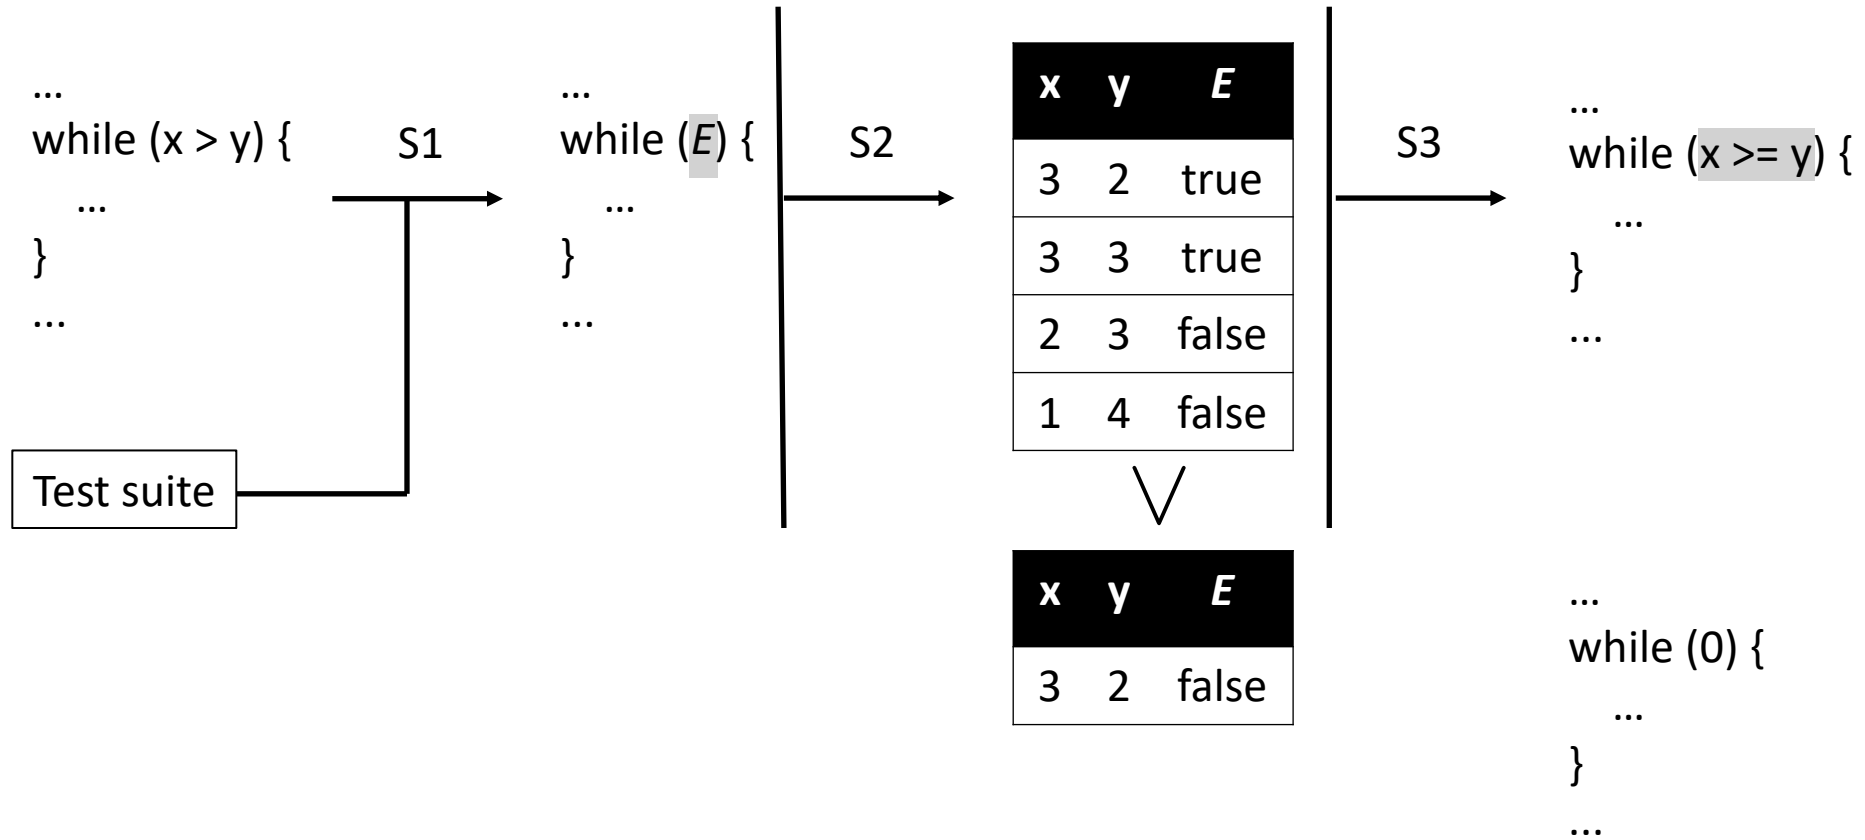 ...
while (x > y) {
...
}
...
Test suite
S1
...
while (E) {
...
}
...
S2
x y E
3 2 true
3 3 true
2 3 false
1 4 false
x y E
3 2 false
S3
...
while (x >= y) {
...
}
...
...
while (0) {
...
}
...